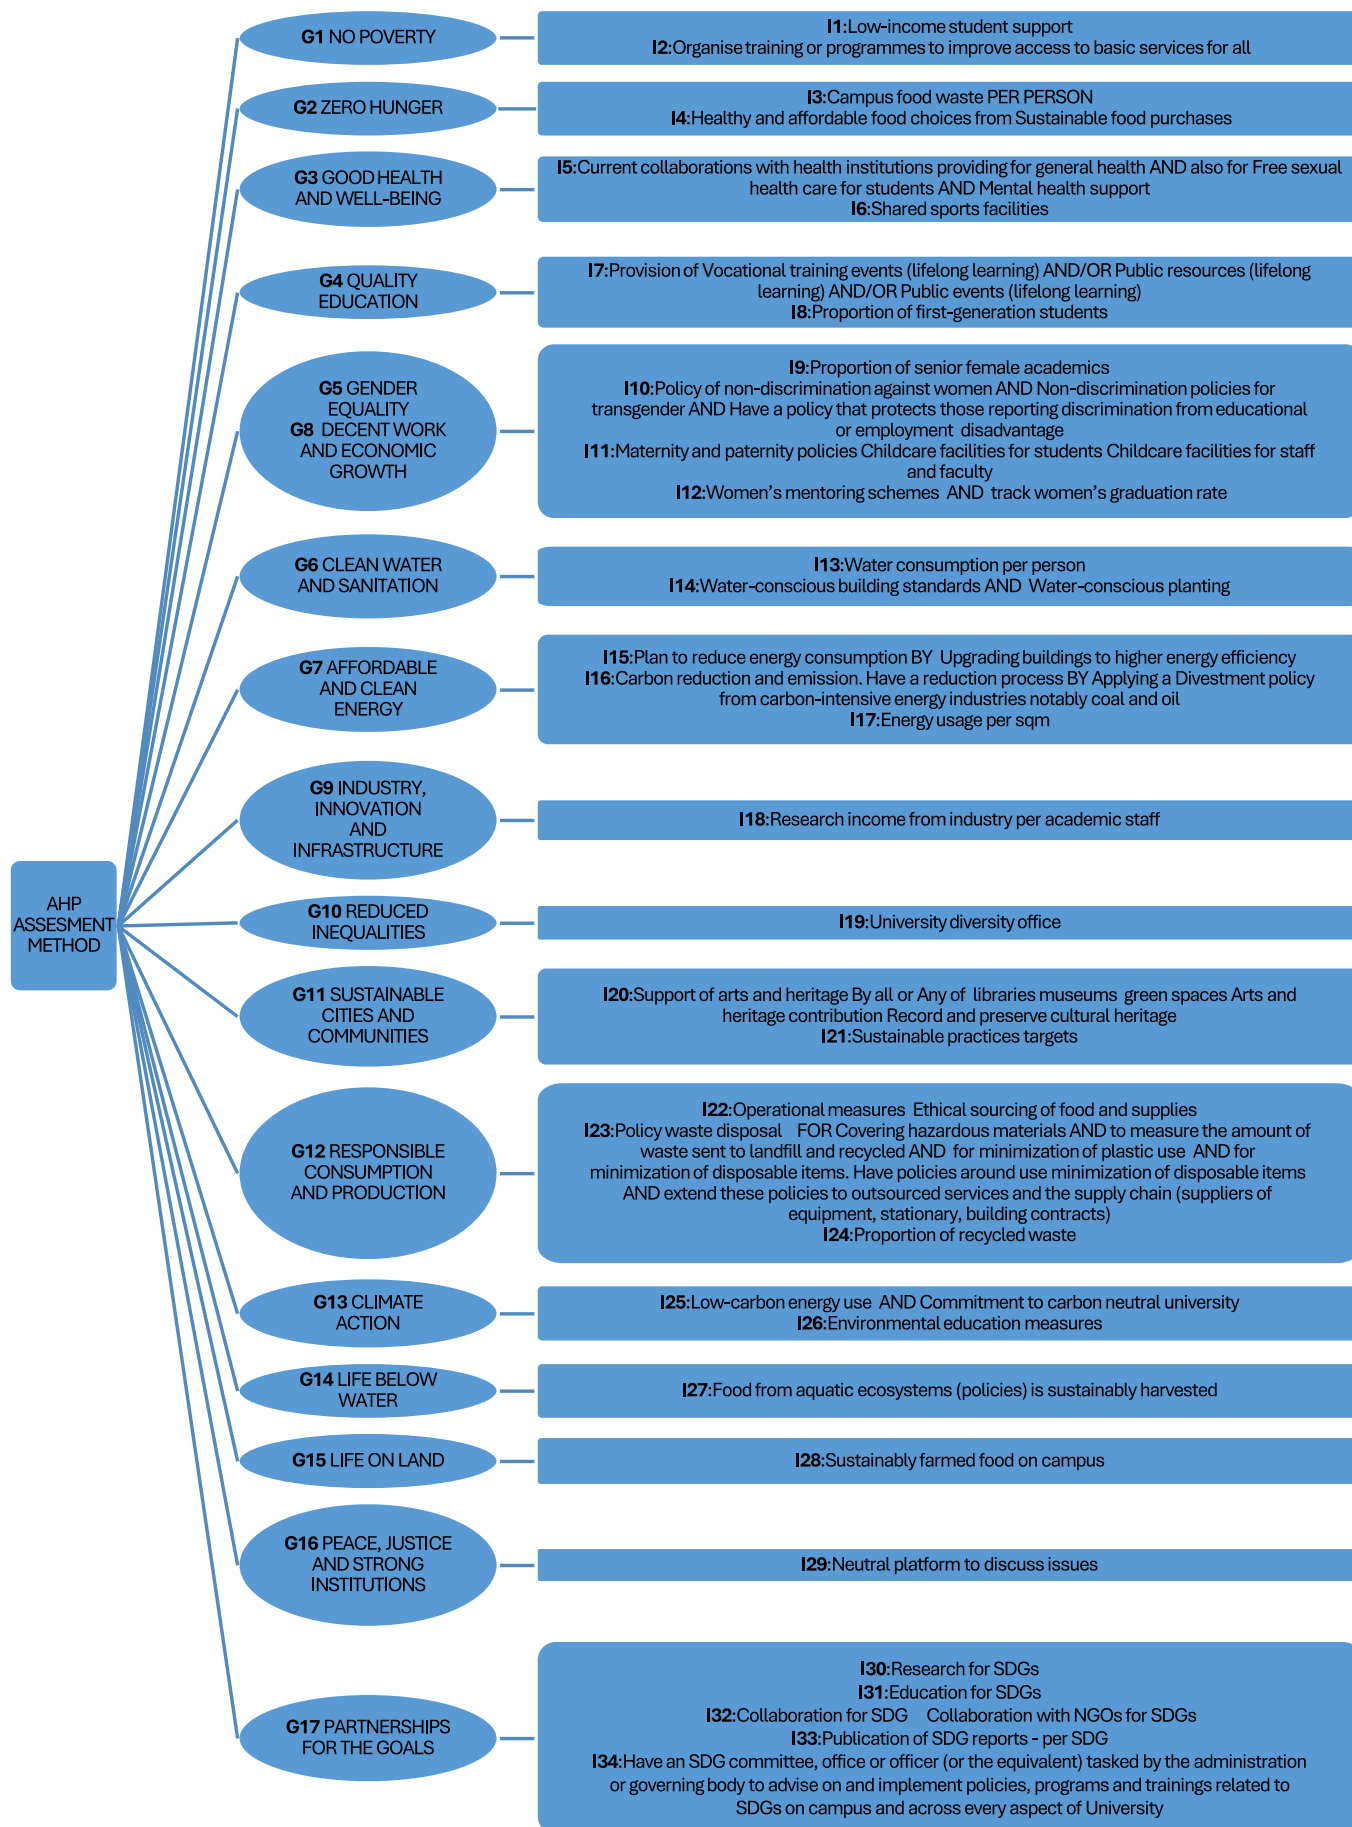 G1 NO POVERTY
I1:Low-income student support
I2:Organise training or programmes to improve access to basic services for all
G2 ZERO HUNGER
I3:Campus food waste PER PERSON
I4:Healthy and affordable food choices from Sustainable food purchases
G3 GOOD HEALTH
AND WELL-BEING
I5:Current collaborations with health institutions providing for general health AND also for Free sexual
health care for students AND Mental health support
I6:Shared sports facilities
G4 QUALITY
EDUCATION
I7:Provision of Vocational training events (lifelong learning) AND/OR Public resources (lifelong
learning) AND/OR Public events (lifelong learning)
I8:Proportion of first-generation students
G5 GENDER
EQUALITY
G8 DECENT WORK
AND ECONOMIC
GROWTH
I9:Proportion of senior female academics
I10:Policy of non-discrimination against women AND Non-discrimination policies for
transgender AND Have a policy that protects those reporting discrimination from educational
or employment disadvantage
I11:Maternity and paternity policies Childcare facilities for students Childcare facilities for staff
and faculty
I12:Women's mentoring schemes AND track women's graduation rate
G6 CLEAN WATER
AND SANITATION
I13:Water consumption per person
I14:Water-conscious building standards AND Water-conscious planting
G7 AFFORDABLE
AND CLEAN
ENERGY
I15:Plan to reduce energy consumption BY Upgrading buildings to higher energy efficiency
I16:Carbon reduction and emission. Have a reduction process BY Applying a Divestment policy
from carbon-intensive energy industries notably coal and oil
I17:Energy usage per sqm
G9 INDUSTRY,
INNOVATION
AND
INFRASTRUCTURE
I18:Research income from industry per academic staff
AHP
ASSESMENT
METHOD
G10 REDUCED
INEQUALITIES
I19:University diversity office
G11 SUSTAINABLE
CITIES AND
COMMUNITIES
I20:Support of arts and heritage By all or Any of libraries museums green spaces Arts and
heritage contribution Record and preserve cultural heritage
I21:Sustainable practices targets
G12 RESPONSIBLE
CONSUMPTION
AND PRODUCTION
I22:Operational measures Ethical sourcing of food and supplies
I23:Policy waste disposal FOR Covering hazardous materials AND to measure the amount of
waste sent to landfill and recycled AND for minimization of plastic use AND for
minimization of disposable items. Have policies around use minimization of disposable items
AND extend these policies to outsourced services and the supply chain (suppliers of
equipment, stationary, building contracts)
I24:Proportion of recycled waste
G13 CLIMATE
ACTION
I25:Low-carbon energy use AND Commitment to carbon neutral university
I26:Environmental education measures
G14 LIFE BELOW
WATER
I27:Food from aquatic ecosystems (policies) is sustainably harvested
G15 LIFE ON LAND
I28:Sustainably farmed food on campus
G16 PEACE, JUSTICE
AND STRONG
INSTITUTIONS
I29:Neutral platform to discuss issues
G17 PARTNERSHIPS
FOR THE GOALS
I30:Research for SDGs
I31:Education for SDGs
I32:Collaboration for SDG Collaboration with NGOs for SDGs
I33:Publication of SDG reports - per SDG
I34:Have an SDG committee, office or officer (or the equivalent) tasked by the administration
or governing body to advise on and implement policies, programs and trainings related to
SDGs on campus and across every aspect of University